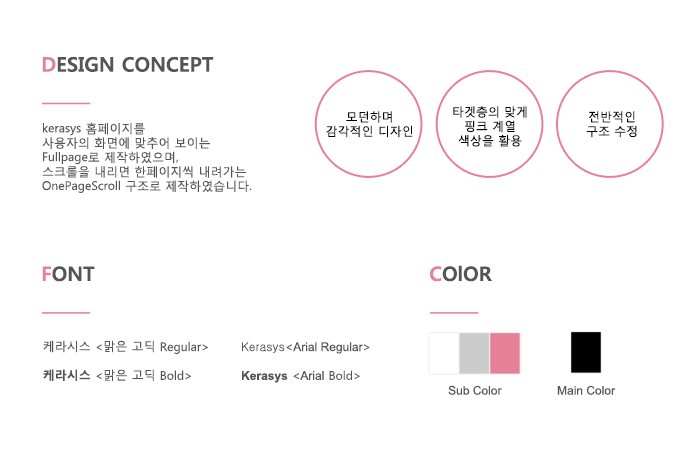 DESIGN CONCEPT
kerasys 홈페이지를
사용자의 화면에 맞추어 보이는
Fullpage로 제작하였으며,
스크롤을 내리면 한페이지씩 내려가는
OnePageScroll 구조로 제작하였습니다.
모던하며
감각적인 디자인
타겟층의 맞게
핑크 계열
색상을 활용
전반적인
구조 수정
FONT
케라시스 <맑은 고딕 Regular>
Kerasys<Arial Regular>
케라시스 <맑은 고딕 Bold>
Kerasys <Arial Bold>
COlOR
Sub Color
Main Color